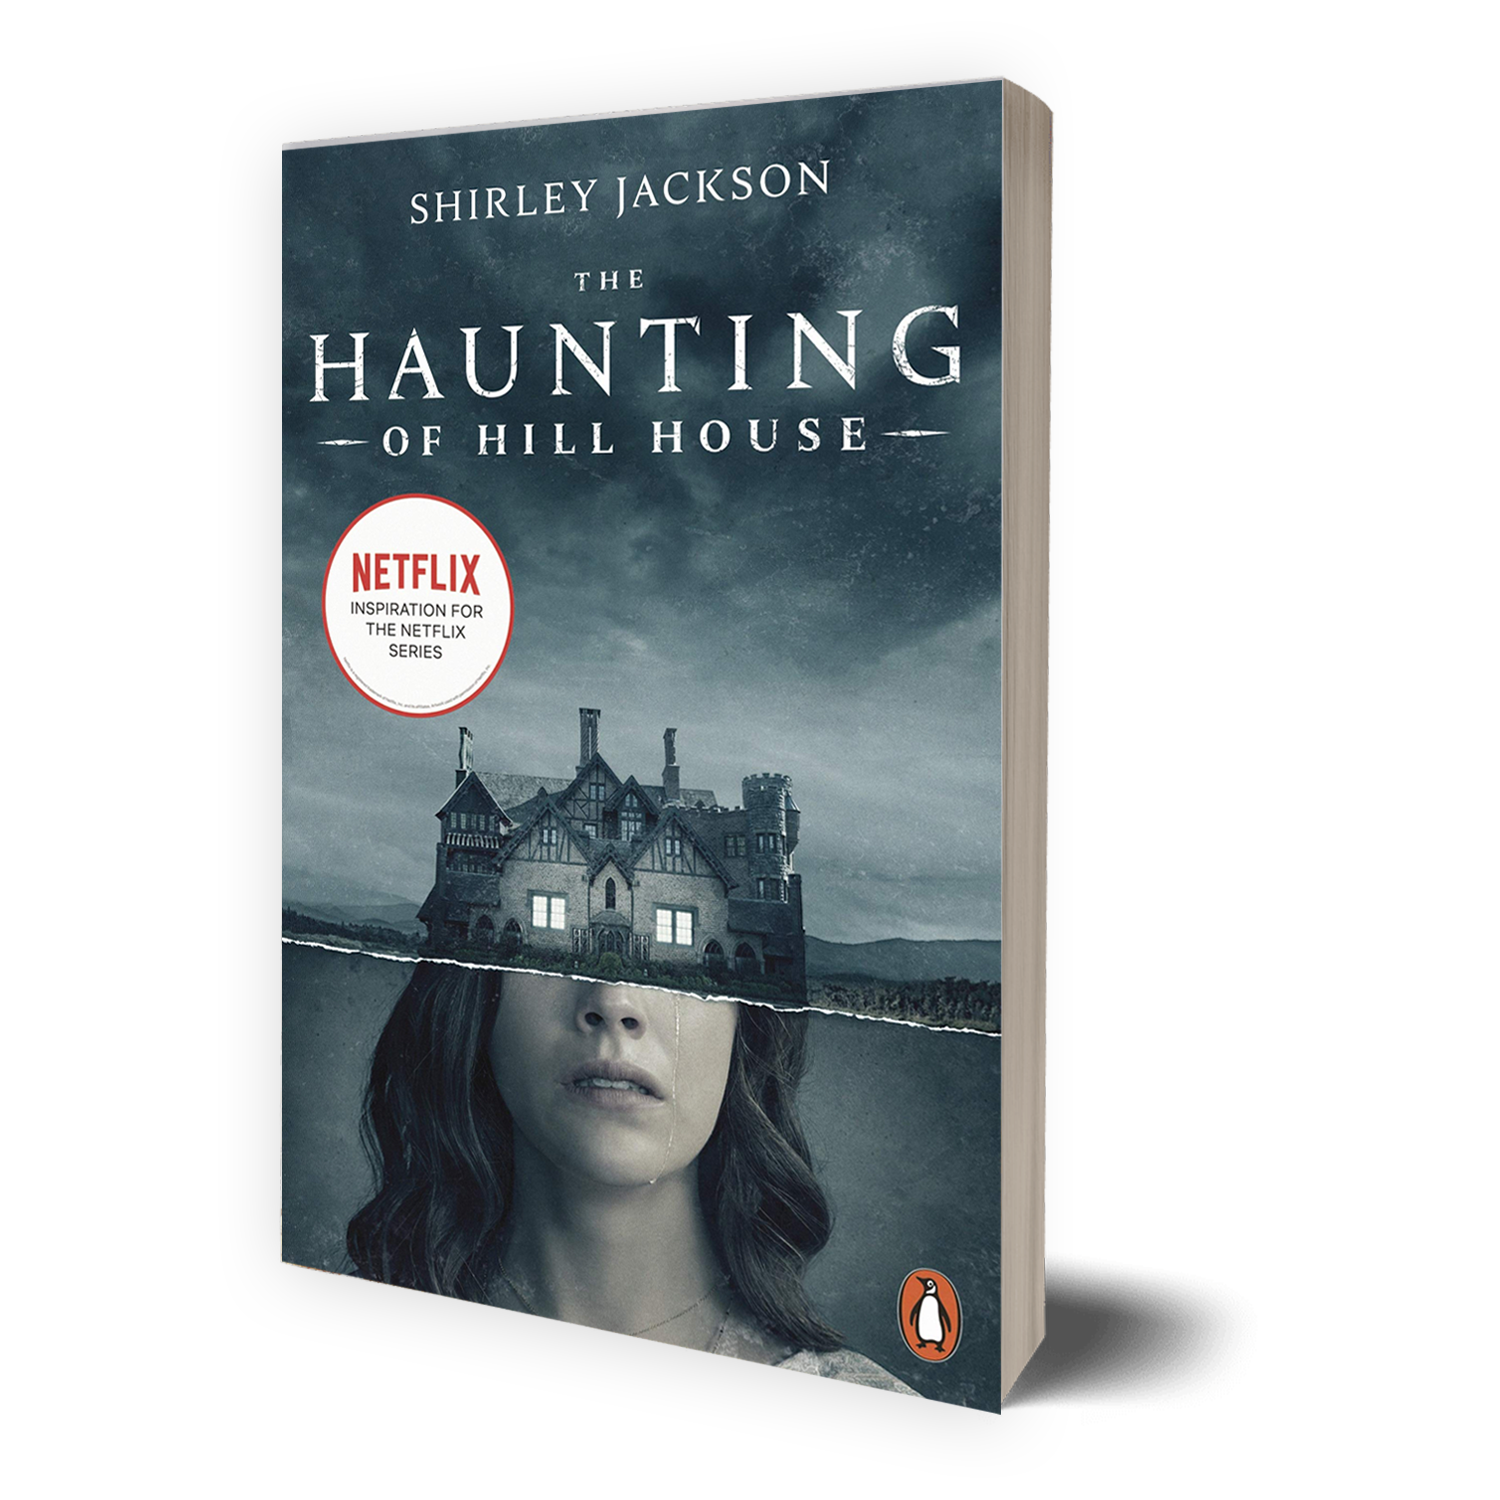 SHIRLEY JACKSON
THE
HAUNTING
OF HILL HOUSE
NETFLIX
INSPIRATION FOR
THE NETFLIX
SERIES